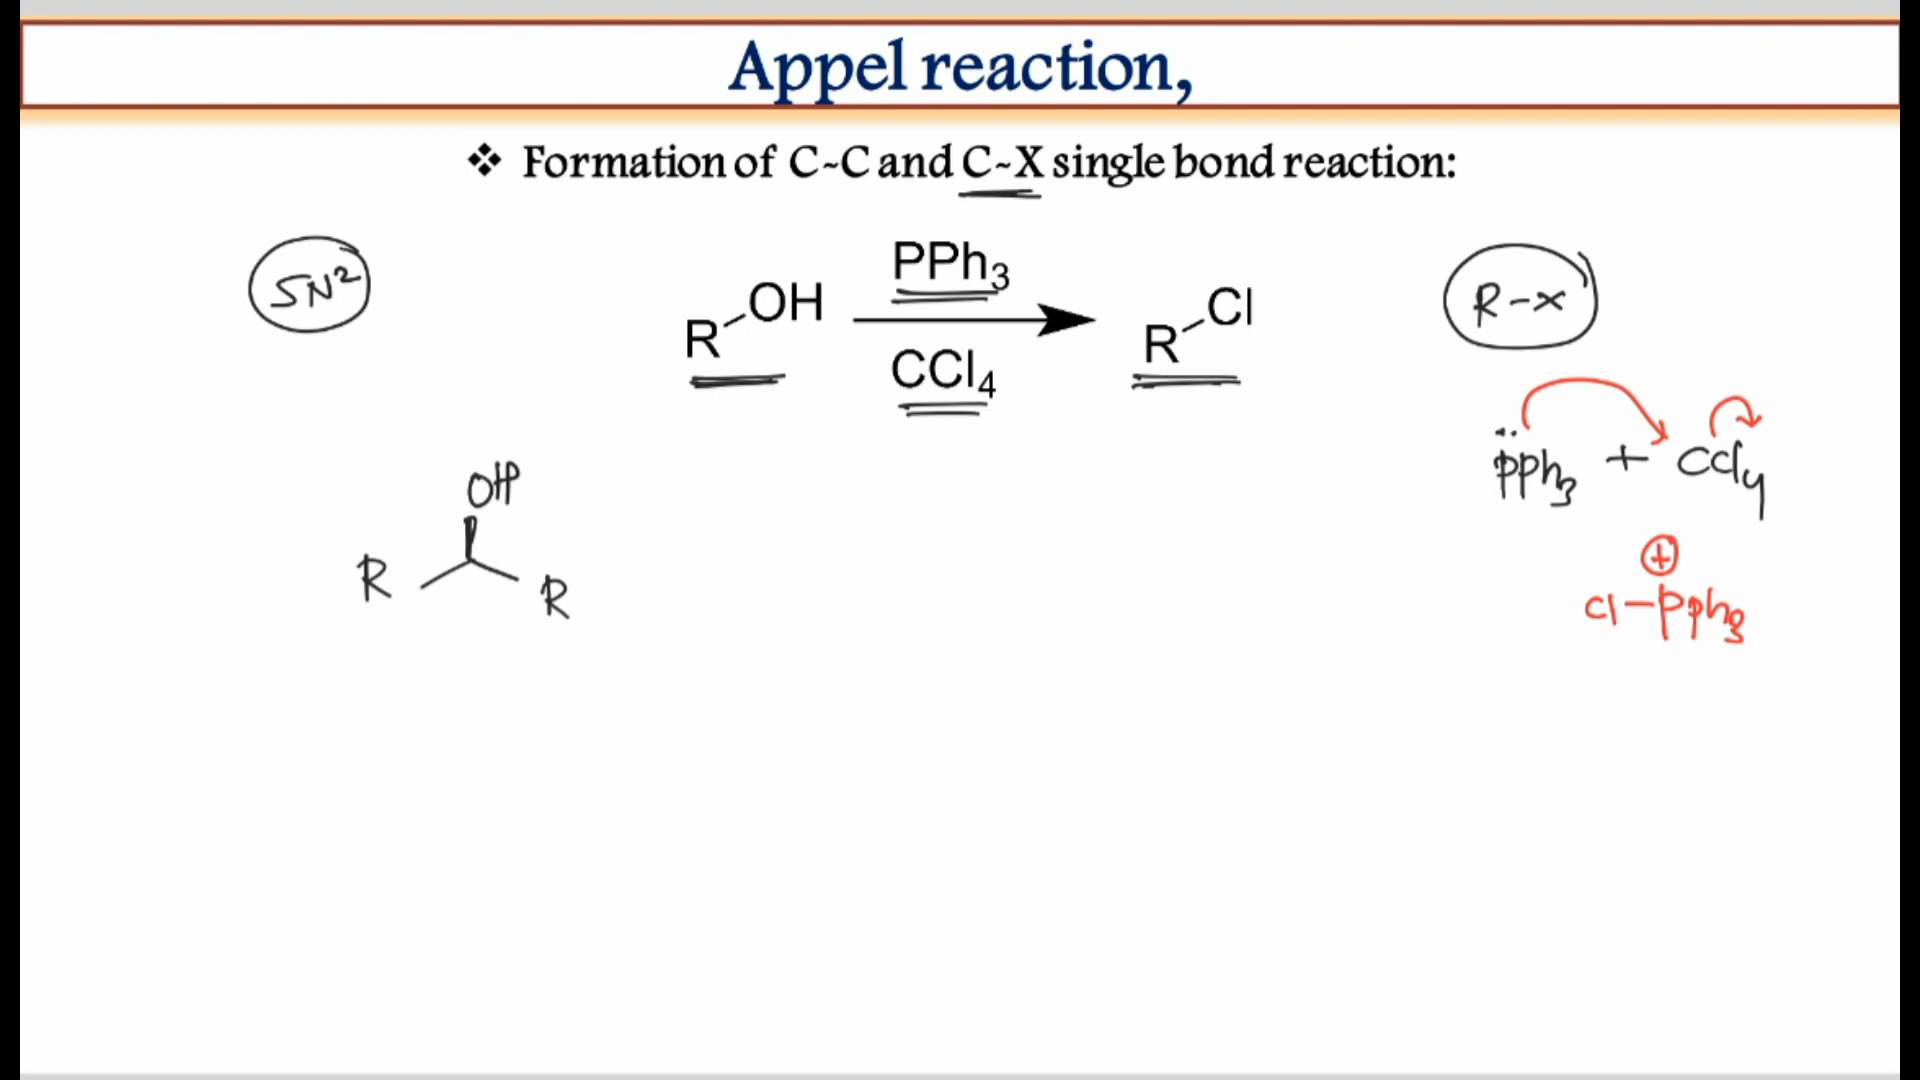 Appel reaction,
❖ Formation of C-C and C-X single bond reaction:
SN²
R-OH
PPh₃
CCl₄
R-Cl
R-X
PPh₃ + CCl₄
⊕
Cl-PPh₃
OH
R
R